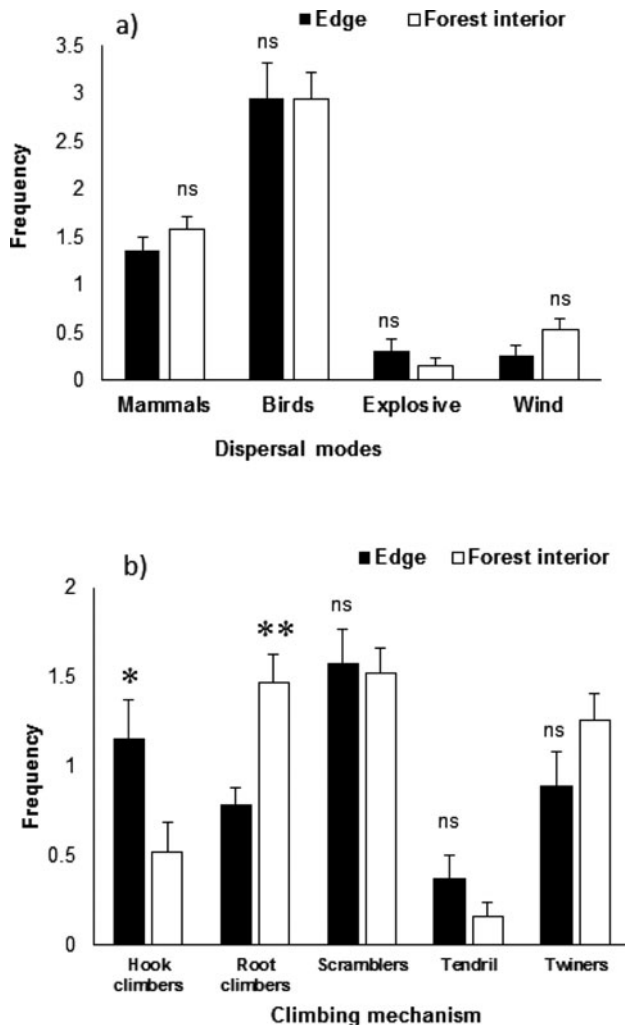 a)
Edge Forest interior
3.5
3
2.5
2
1.5
1
0.5
0
Frequency
ns
ns
ns
ns
Mammals Birds Explosive Wind
Dispersal modes
b)
Edge Forest interior
2
1.5
1
0.5
0
Frequency
*
**
ns
ns
ns
Hook climbers Root climbers Scramblers Tendril Twiners
Climbing mechanism